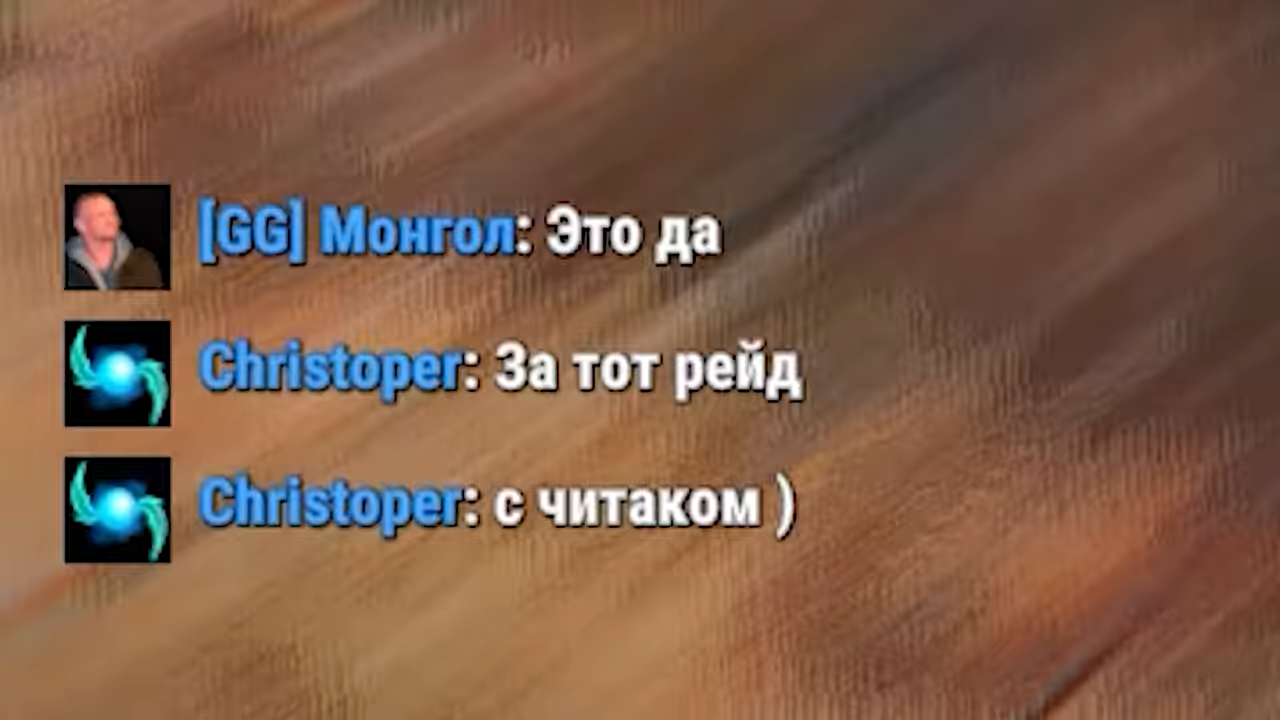 [GG] Монгол: Это да
Christoper: За тот рейд
Christoper: с читаком )